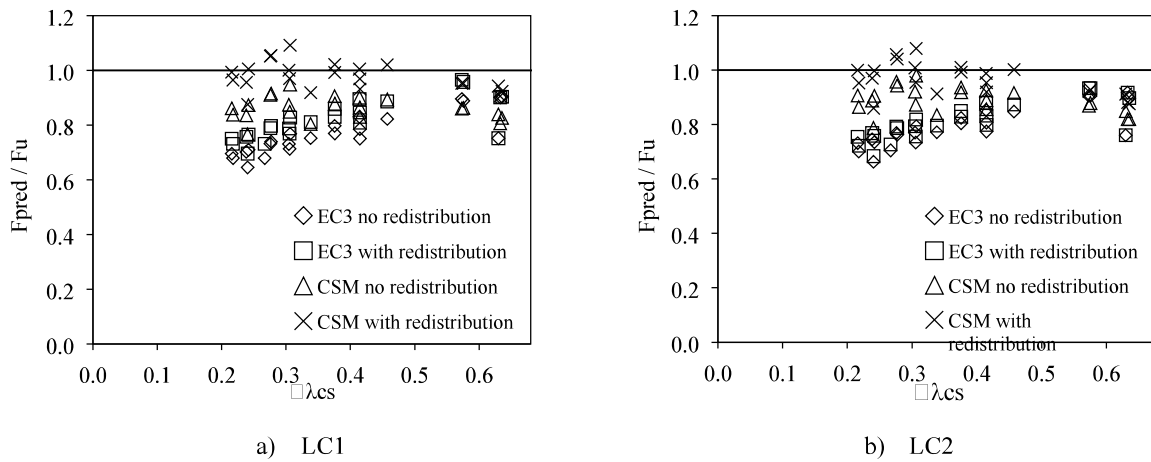 1.2
1.0
0.8
0.6
0.4
0.2
0.0
Fpred / Fu
EC3 no redistribution
EC3 with redistribution
CSM no redistribution
CSM with redistribution
0.0 0.1 0.2 0.3 0.4 0.5 0.6
λcs
a) LC1
1.2
1.0
0.8
0.6
0.4
0.2
0.0
Fpred / Fu
EC3 no redistribution
EC3 with redistribution
CSM no redistribution
CSM with
redistribution
0.0 0.1 0.2 0.3 0.4 0.5 0.6
λcs
b) LC2